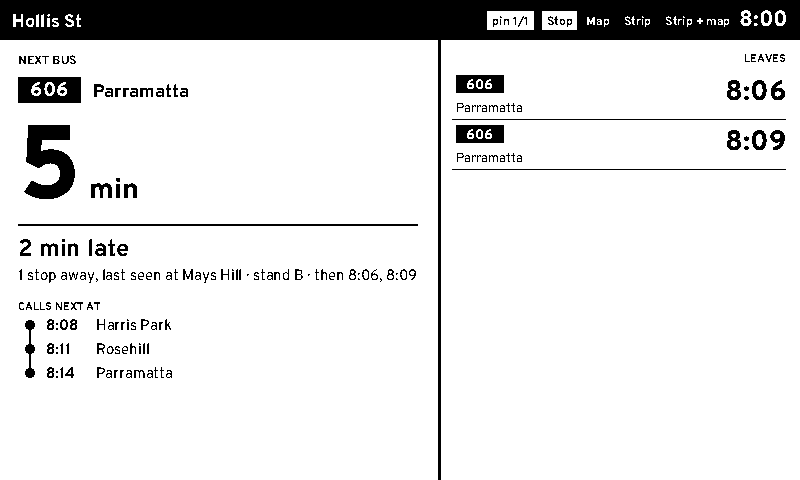 Hollis St
pin 1/1 Stop Map Strip Strip + map 8:00
NEXT BUS
606 Parramatta
5 min
2 min late
1 stop away, last seen at Mays Hill · stand B · then 8:06, 8:09
CALLS NEXT AT
8:08 Harris Park
8:11 Rosehill
8:14 Parramatta
LEAVES
606 8:06
Parramatta
606 8:09
Parramatta